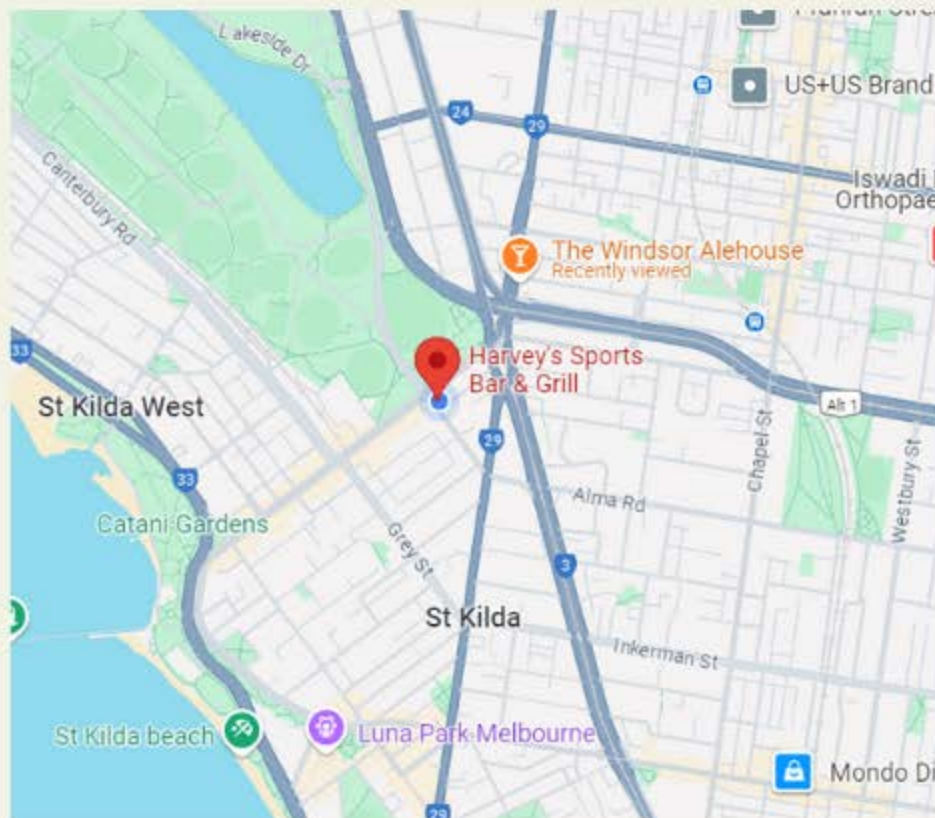 Lakeside Dr
US+US Brand
24
29
Canterbury Rd
Iswadi
Orthopae
The Windsor Alehouse
Recently viewed
33
Harvey's Sports
Bar & Grill
St Kilda West
Alt 1
29
Chapel St
Westbury St
33
Alma Rd
Catani Gardens
Grey St
3
St Kilda
Inkerman St
St Kilda beach
Luna Park Melbourne
Mondo Di
29